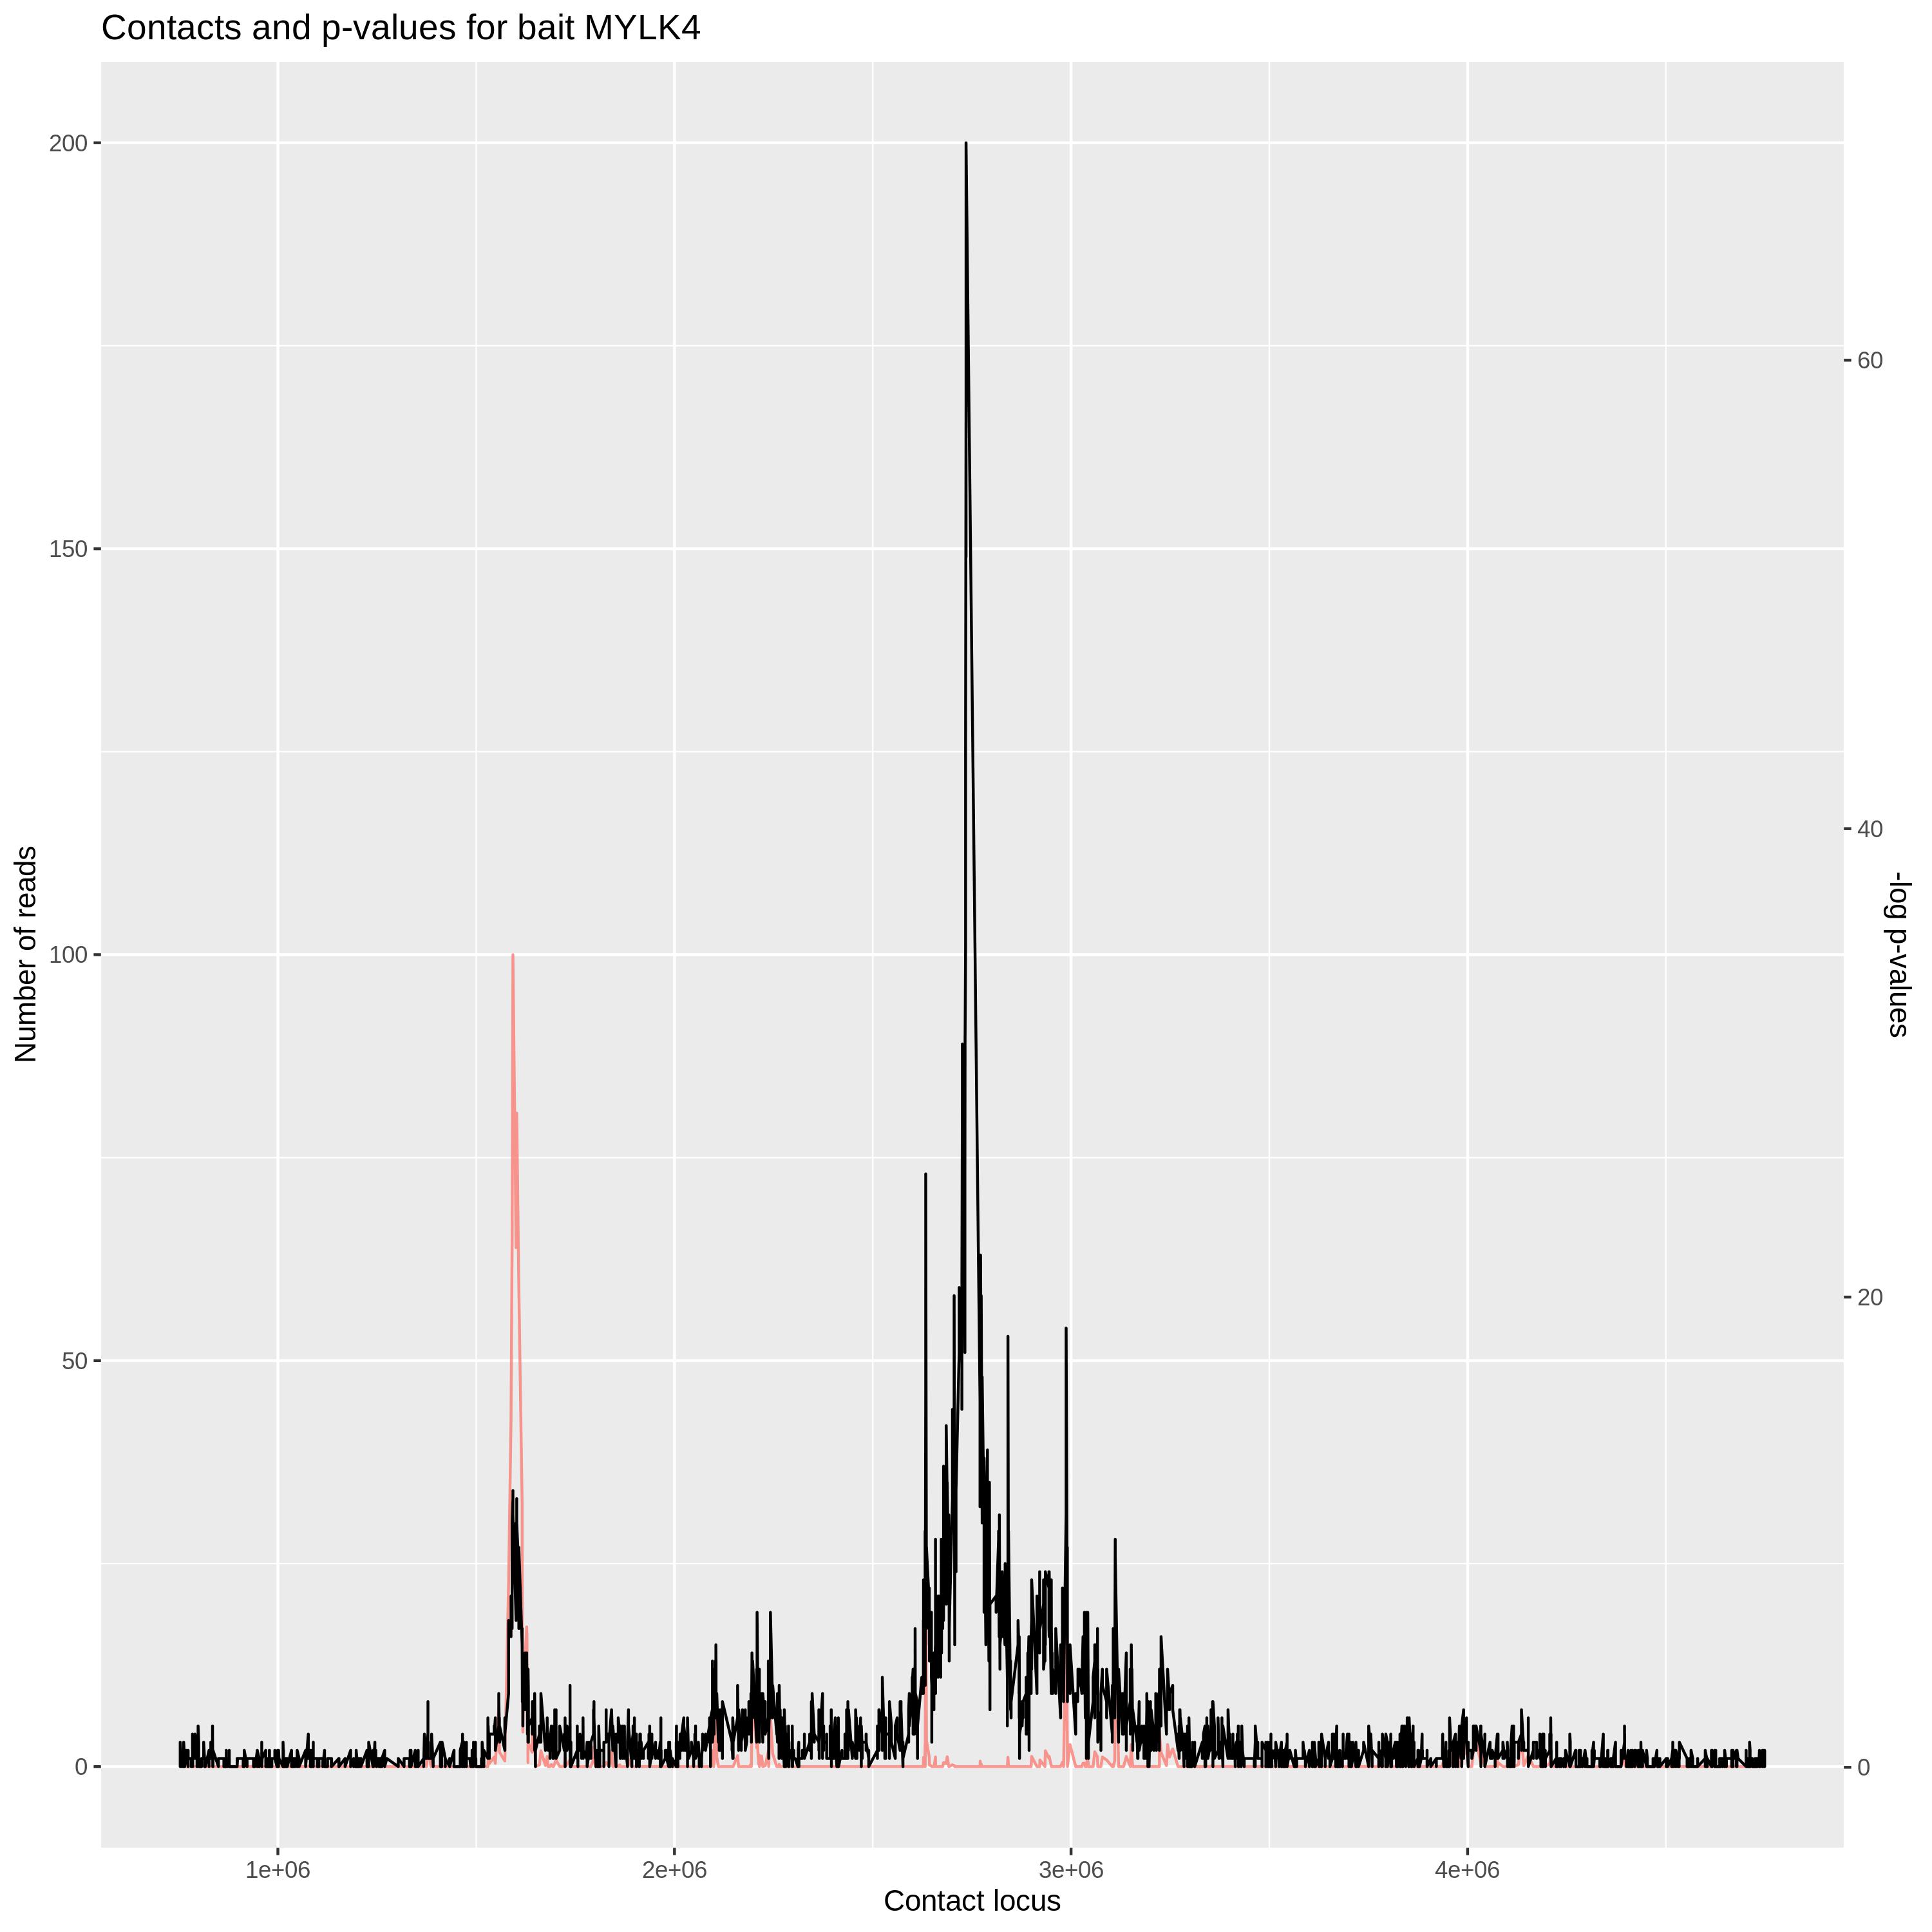 Contacts and p-values for bait MYLK4
200
150
100
50
0
60
40
20
0
Number of reads
-log p-values
1e+06
2e+06
3e+06
4e+06
Contact locus